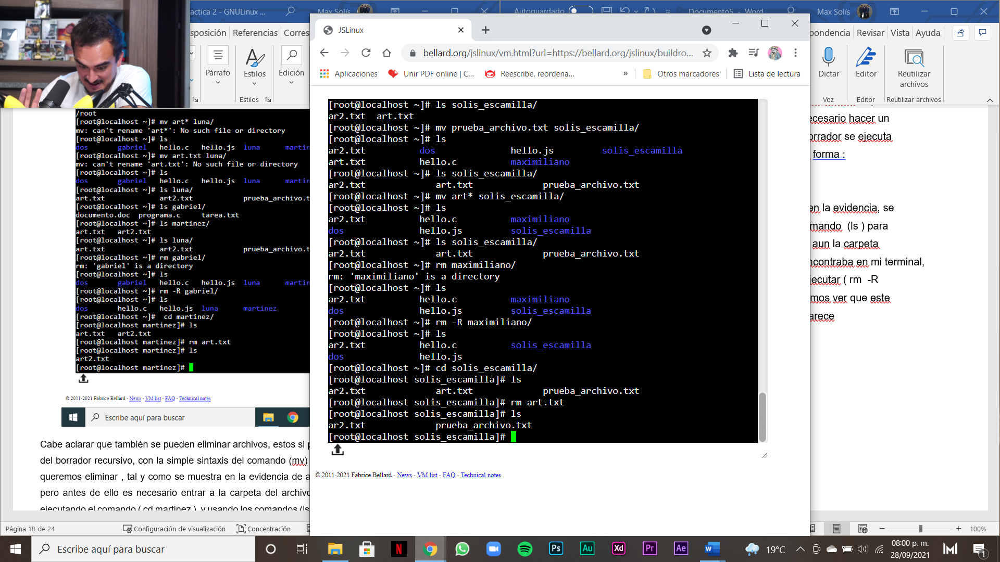 actica 2 - GNULinux ...
Max Solís
Autoguardado
Documento5 - Word
Max Solís
sposición Referencias Corres
pondencia Revisar Vista Ayuda
Párrafo
Estilos
Edición
Estilos
Dictar
Editor
Reutilizar archivos
Voz
Editor
Reutilizar archivos
JSLinux
bellard.org/jslinux/vm.html?url=https://bellard.org/jslinux/buildro...
Aplicaciones
Unir PDF online | C...
Reescribe, reordena...
»
Otros marcadores
Lista de lectura
/root
[root@localhost ~]# mv art* luna/
mv: can't rename 'art*': No such file or directory
[root@localhost ~]# ls
dos gabriel hello.c hello.js luna martin
[root@localhost ~]# mv art.txt luna/
mv: can't rename 'art.txt': No such file or directory
[root@localhost ~]# ls
dos gabriel hello.c hello.js luna martin
[root@localhost ~]# ls luna/
art.txt art2.txt prueba_archivo.t
[root@localhost ~]# ls gabriel/
documento.doc programa.c tarea.txt
[root@localhost ~]# ls martinez/
art.txt art2.txt
[root@localhost ~]# ls luna/
art.txt art2.txt prueba_archivo.t
[root@localhost ~]# rm gabriel/
rm: 'gabriel' is a directory
[root@localhost ~]# ls
dos gabriel hello.c hello.js luna martin
[root@localhost ~]# rm -R gabriel/
[root@localhost ~]# ls
dos hello.c hello.js luna martinez
[root@localhost ~]#  cd martinez/
[root@localhost martinez]# ls
art.txt art2.txt
[root@localhost martinez]# rm art.txt
[root@localhost martinez]# ls
art2.txt
[root@localhost martinez]#
© 2011-2021 Fabrice Bellard - News - VM list - FAQ - Technical notes
Escribe aquí para buscar
Cabe aclarar que también se pueden eliminar archivos, estos si p
del borrador recursivo, con la simple sintaxis del comando (mv)
queremos eliminar , tal y como se muestra en la evidencia de a
pero antes de ello es necesario entrar a la carpeta del archivo
ejecutando el comando ( cd martinez ) y usando los comandos (ls
[root@localhost ~]# ls solis_escamilla/
ar2.txt art.txt
[root@localhost ~]# mv prueba_archivo.txt solis_escamilla/
[root@localhost ~]# ls
ar2.txt dos hello.js solis_escamilla
art.txt hello.c maximiliano
[root@localhost ~]# ls solis_escamilla/
ar2.txt art.txt prueba_archivo.txt
[root@localhost ~]# mv art* solis_escamilla/
[root@localhost ~]# ls
ar2.txt hello.c maximiliano
dos hello.js solis_escamilla
[root@localhost ~]# ls solis_escamilla/
ar2.txt art.txt prueba_archivo.txt
[root@localhost ~]# rm maximiliano/
rm: 'maximiliano' is a directory
[root@localhost ~]# ls
ar2.txt hello.c maximiliano
dos hello.js solis_escamilla
[root@localhost ~]# rm -R maximiliano/
[root@localhost ~]# ls
ar2.txt hello.c solis_escamilla
dos hello.js
[root@localhost ~]# cd solis_escamilla/
[root@localhost solis_escamilla]# ls
ar2.txt art.txt prueba_archivo.txt
[root@localhost solis_escamilla]# rm art.txt
[root@localhost solis_escamilla]# ls
ar2.txt prueba_archivo.txt
[root@localhost solis_escamilla]#
© 2011-2021 Fabrice Bellard - News - VM list - FAQ - Technical notes
ecesario hacer un
orrador se ejecuta
forma :
en la evidencia, se
mando (ls ) para
aun la carpeta
ncontraba en mi terminal,
jecutar ( rm -R
mos ver que este
arece
Página 18 de 24
Configuración de visualización
Concentración
100%
Escribe aquí para buscar
N
Ps
Au
Xd
Pr
Ae
W
19°C
08:00 p. m.
28/09/2021
1